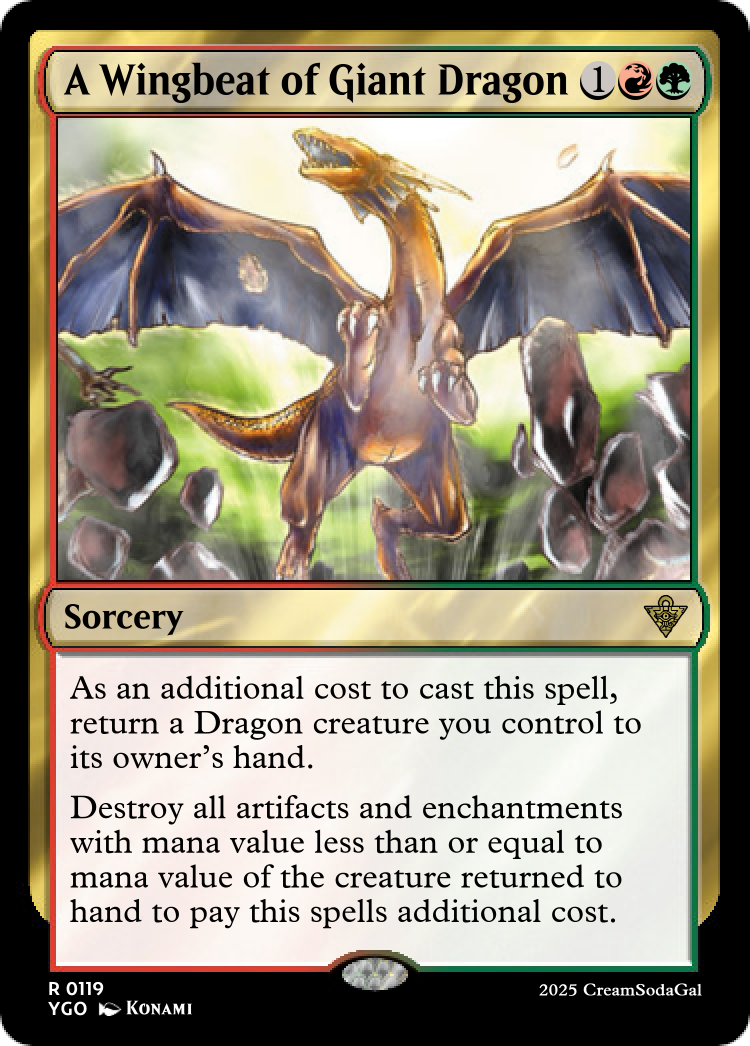 A Wingbeat of Giant Dragon 1
Sorcery
As an additional cost to cast this spell,
return a Dragon creature you control to
its owner's hand.
Destroy all artifacts and enchantments
with mana value less than or equal to
mana value of the creature returned to
hand to pay this spells additional cost.
R 0119
YGO KONAMI
2025 CreamSodaGal